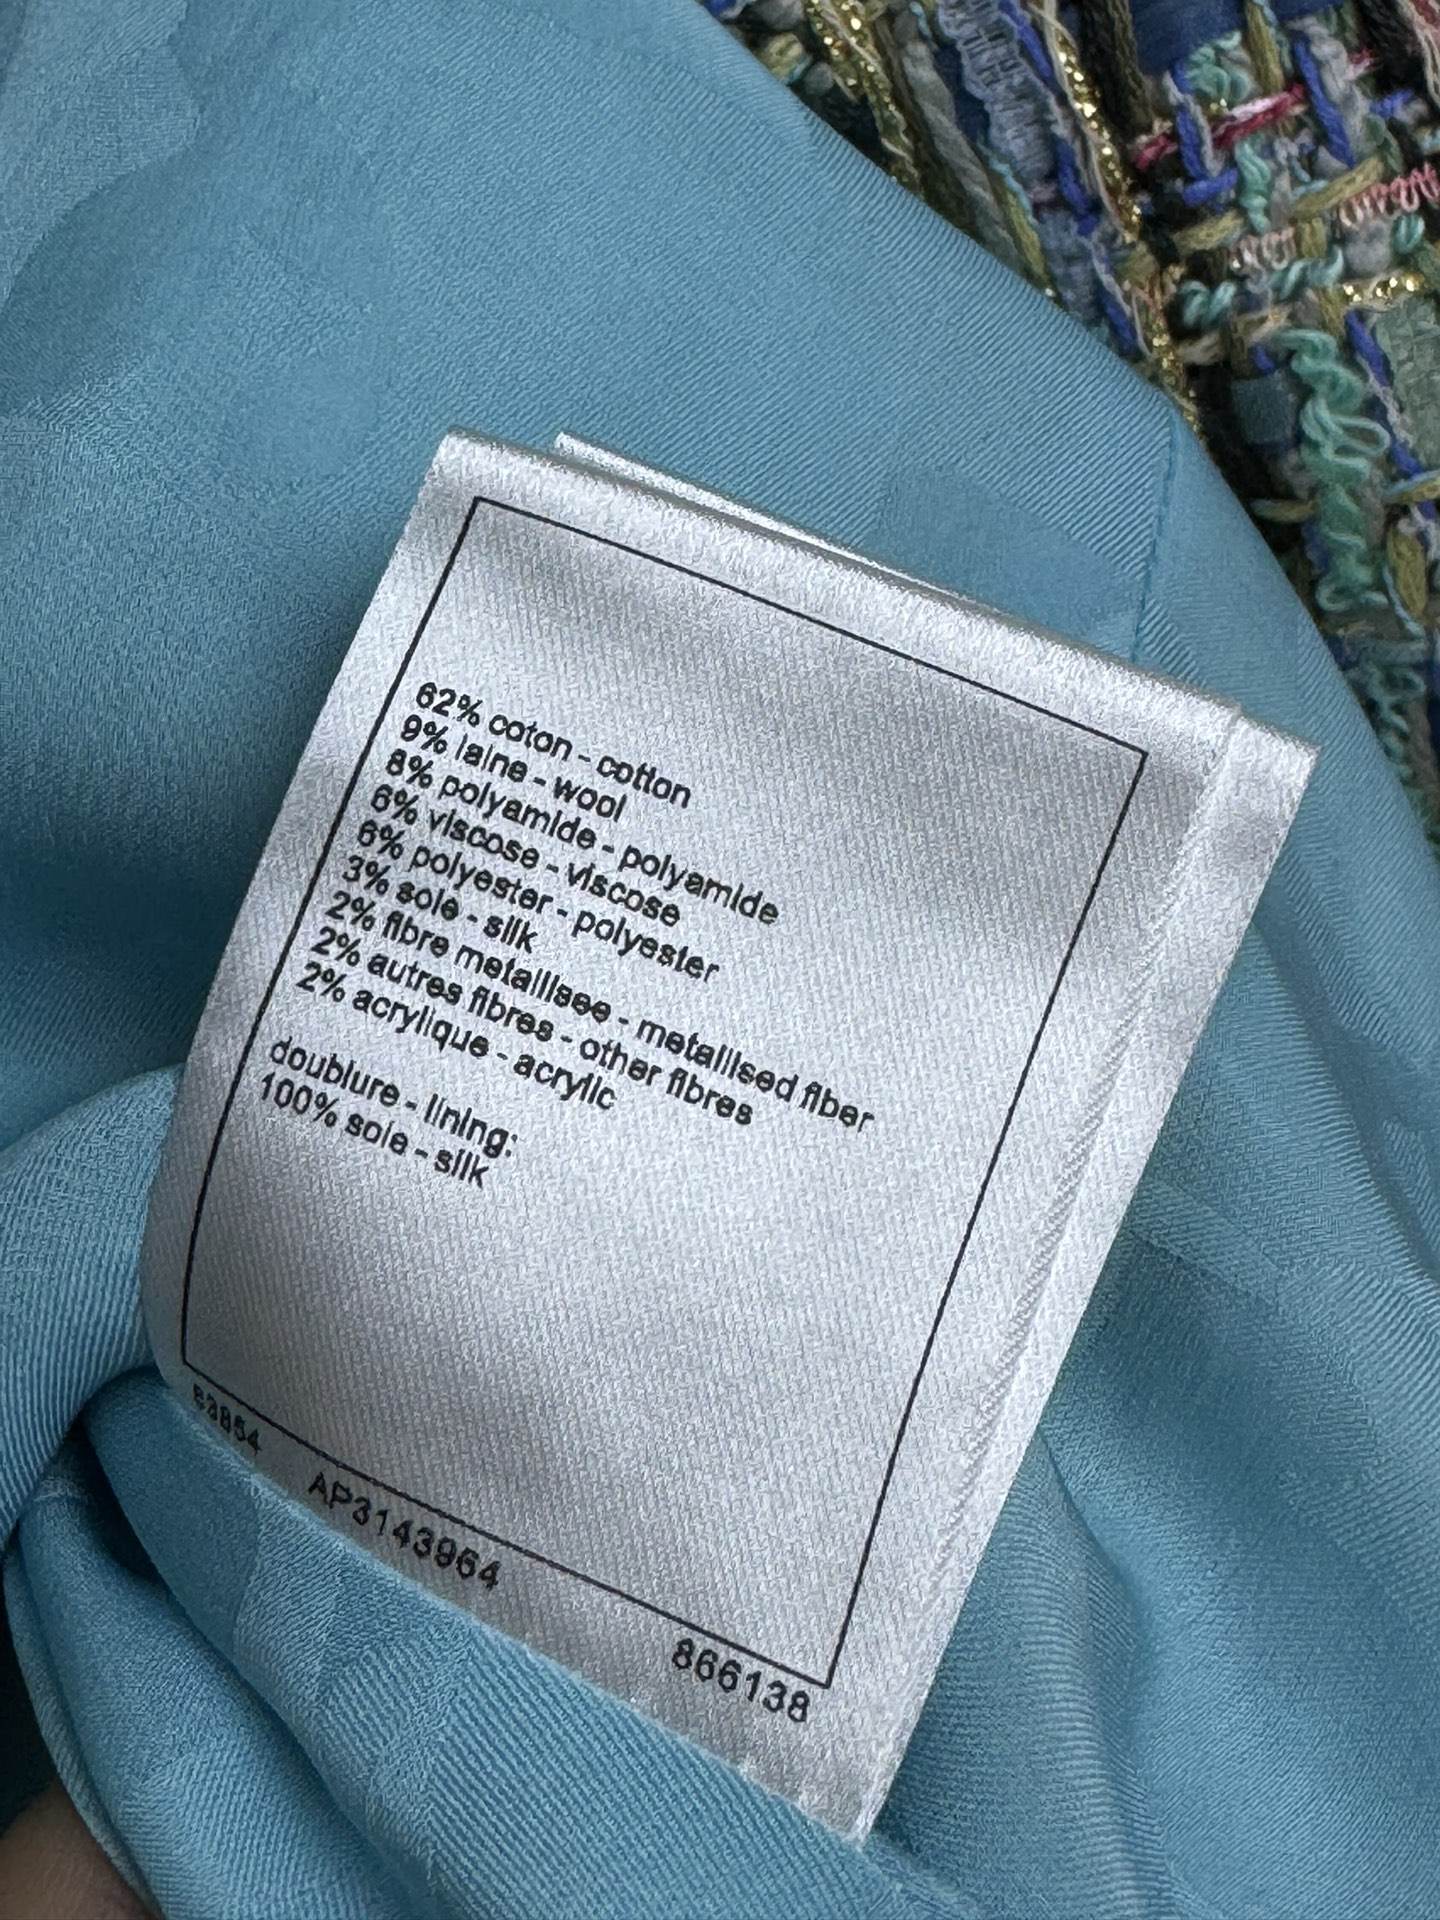 62% coton - cotton
9% laine - wool
8% polyamide - polyamide
6% viscose - viscose
6% polyester - polyester
3% soie - silk
2% fibre metallisee - metallised fiber
2% autres fibres - other fibres
2% acrylique - acrylic
doublure - lining:
100% soie - silk
AP3143964
866138